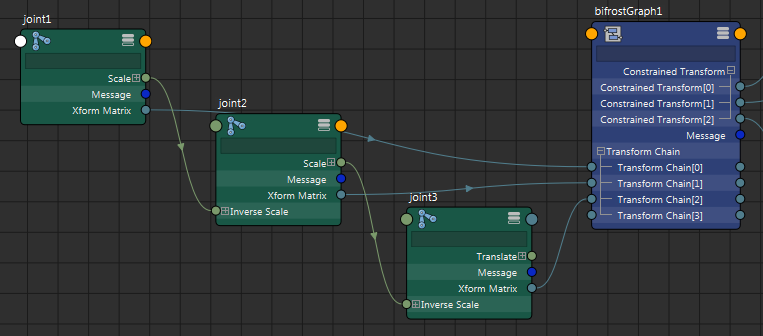 joint1
Scale
Message
Xform Matrix
joint2
Scale
Message
Xform Matrix
Inverse Scale
joint3
Translate
Message
Xform Matrix
Inverse Scale
bifrostGraph1
Constrained Transform
Constrained Transform[0]
Constrained Transform[1]
Constrained Transform[2]
Message
Transform Chain
Transform Chain[0]
Transform Chain[1]
Transform Chain[2]
Transform Chain[3]